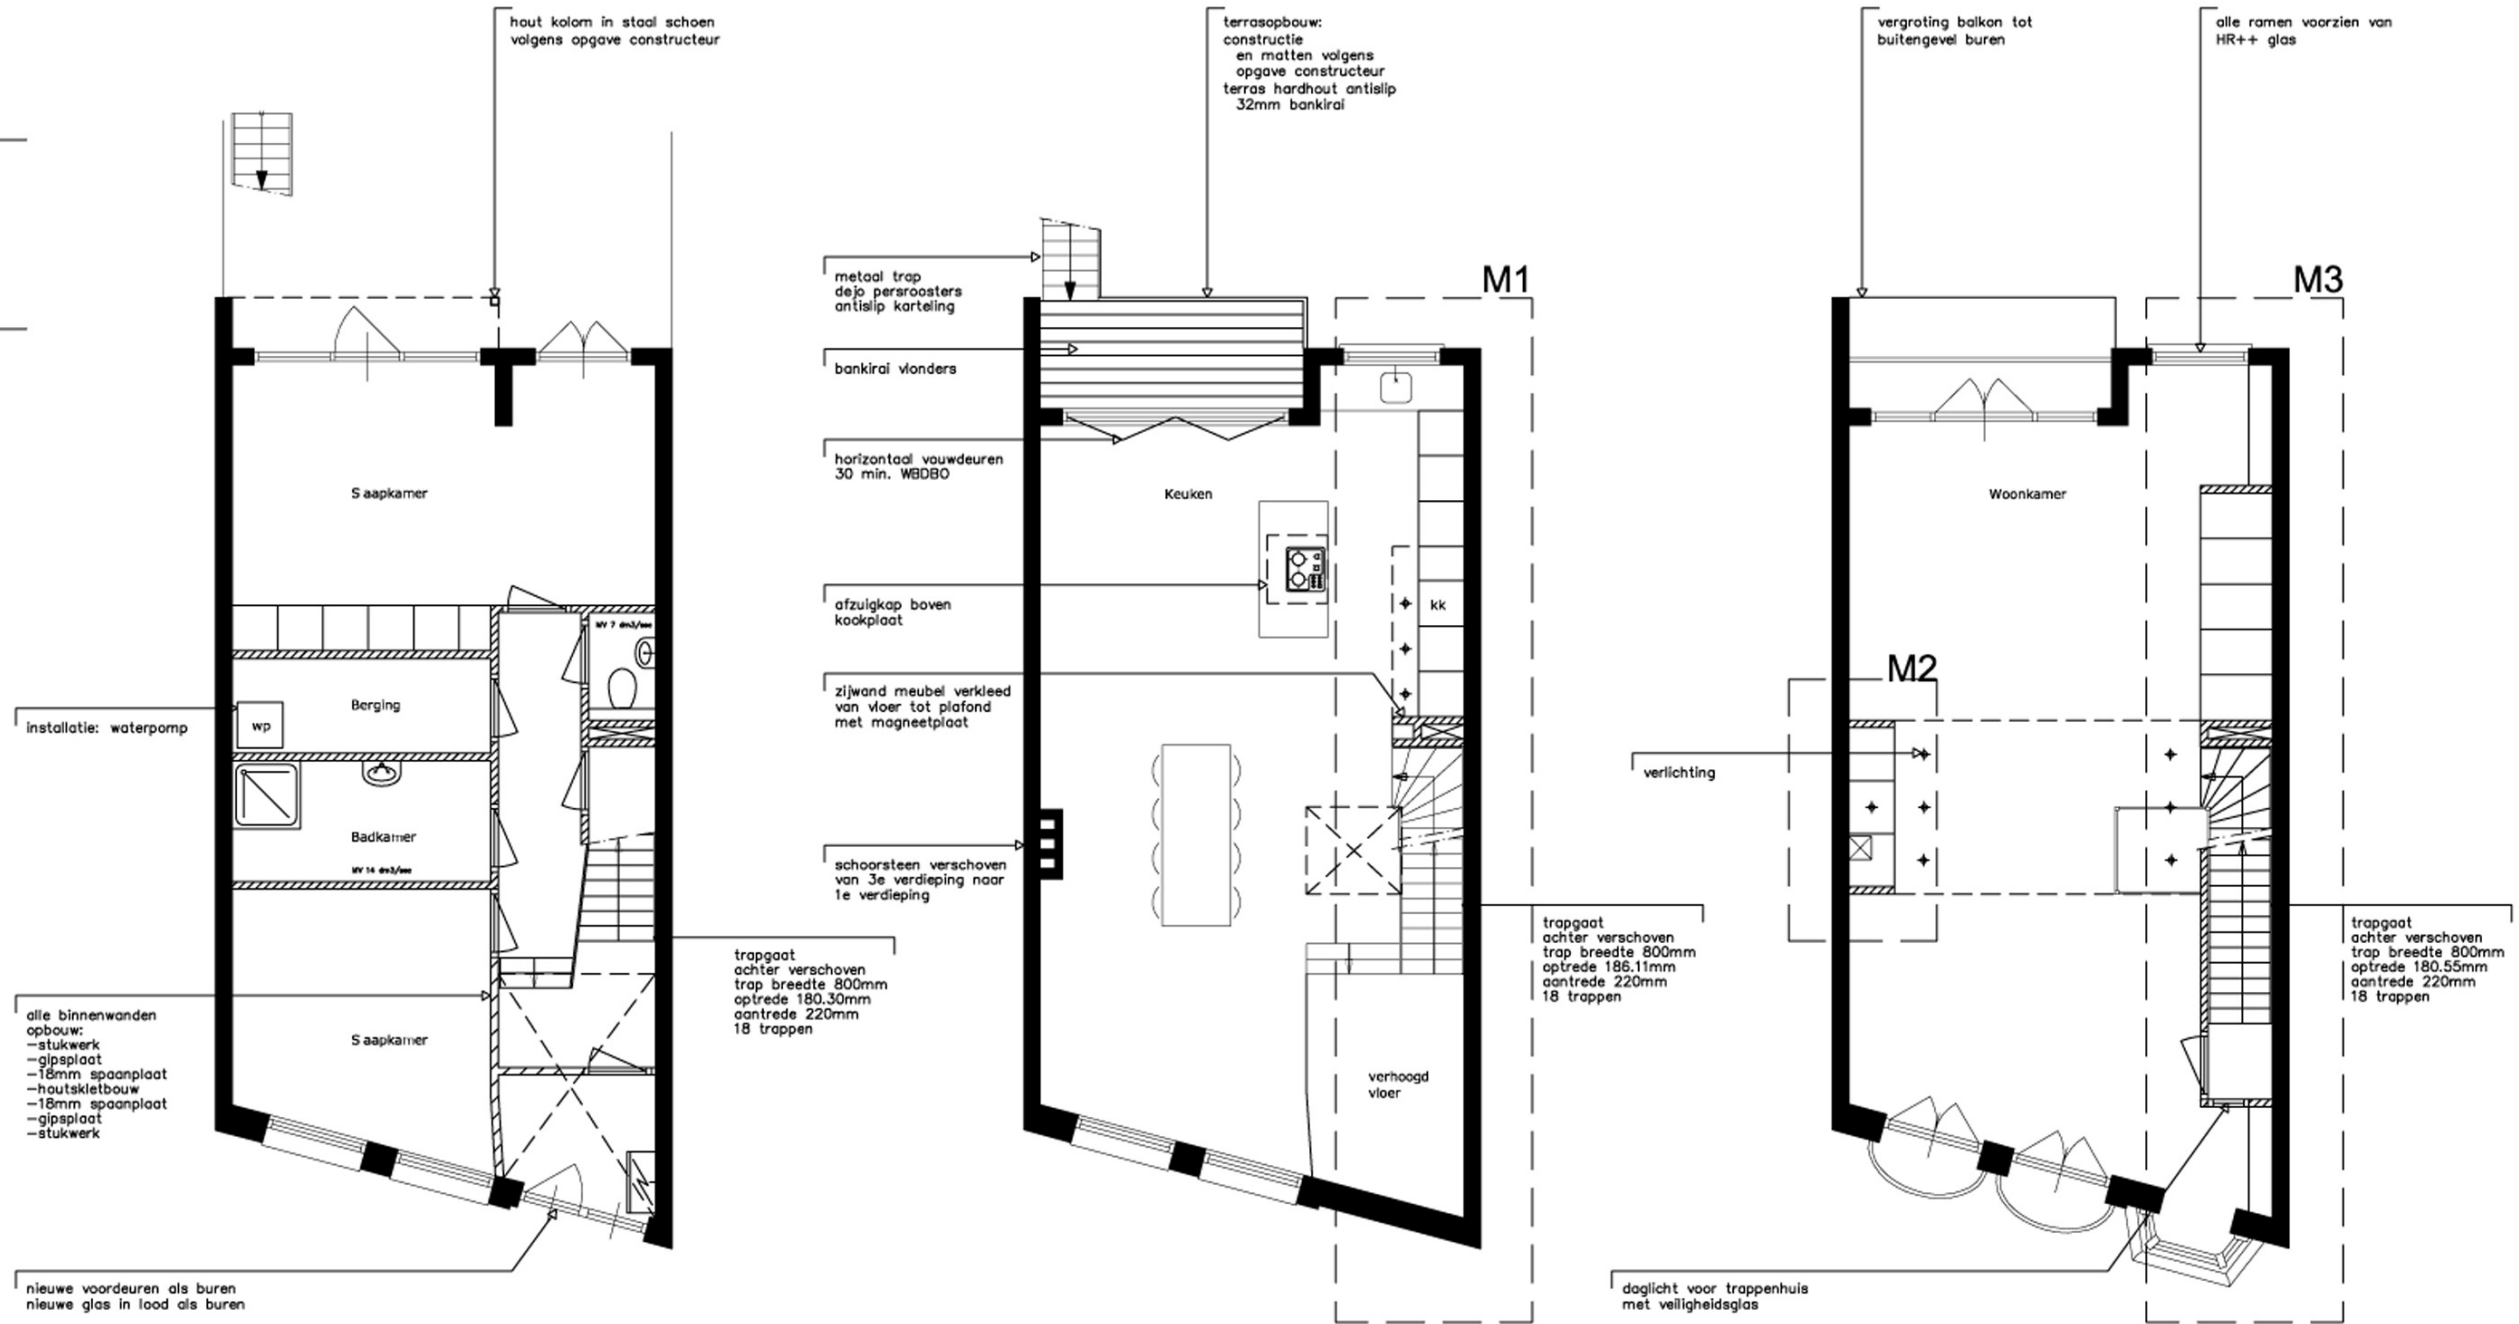 hout kolom in staal schoen
volgens opgave constructeur
terrasopbouw:
constructie
en matten volgens
opgave constructeur
terras hardhout antislip
32mm bankirai
vergroting balkon tot
buitengevel buren
alle ramen voorzien van
HR++ glas
S aapkamer
MV 7 dm3/sec
Berging
wp
installatie: waterpomp
Badkamer
MV 14 dm3/sec
S aapkamer
alle binnenwanden
opbouw:
-stukwerk
-gipsplaat
-18mm spaanplaat
-houtskletbouw
-18mm spaanplaat
-gipsplaat
-stukwerk
trapgaat
achter verschoven
trap breedte 800mm
optrede 180.30mm
aantrede 220mm
18 trappen
nieuwe voordeuren als buren
nieuwe glas in lood als buren
M1
metaal trap
dejo persroosters
antislip karteling
bankirai vlonders
horizontaal vouwdeuren
30 min. WBDBO
Keuken
afzuigkap boven
kookplaat
kk
zijwand meubel verkleed
van vloer tot plafond
met magneetplaat
schoorsteen verschoven
van 3e verdieping naar
1e verdieping
trapgaat
achter verschoven
trap breedte 800mm
optrede 186.11mm
aantrede 220mm
18 trappen
verhoogd
vloer
M3
Woonkamer
M2
verlichting
trapgaat
achter verschoven
trap breedte 800mm
optrede 180.55mm
aantrede 220mm
18 trappen
daglicht voor trappenhuis
met veiligheidsglas